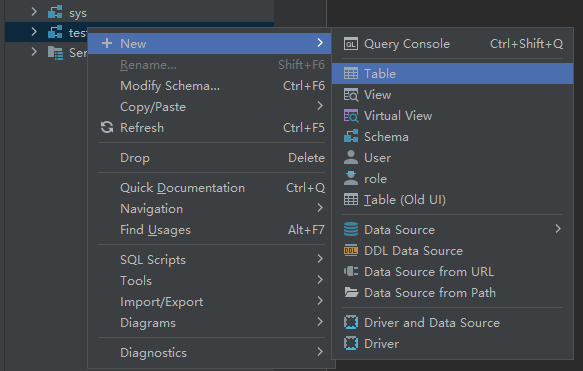 sys
tes
Ser
New
Rename... Shift+F6
Modify Schema... Ctrl+F6
Copy/Paste
Refresh Ctrl+F5
Drop Delete
Quick Documentation Ctrl+Q
Navigation
Find Usages Alt+F7
SQL Scripts
Tools
Import/Export
Diagrams
Diagnostics
QL Query Console Ctrl+Shift+Q
Table
View
Virtual View
Schema
User
role
Table (Old UI)
Data Source
DDL Data Source
Data Source from URL
Data Source from Path
Driver and Data Source
Driver